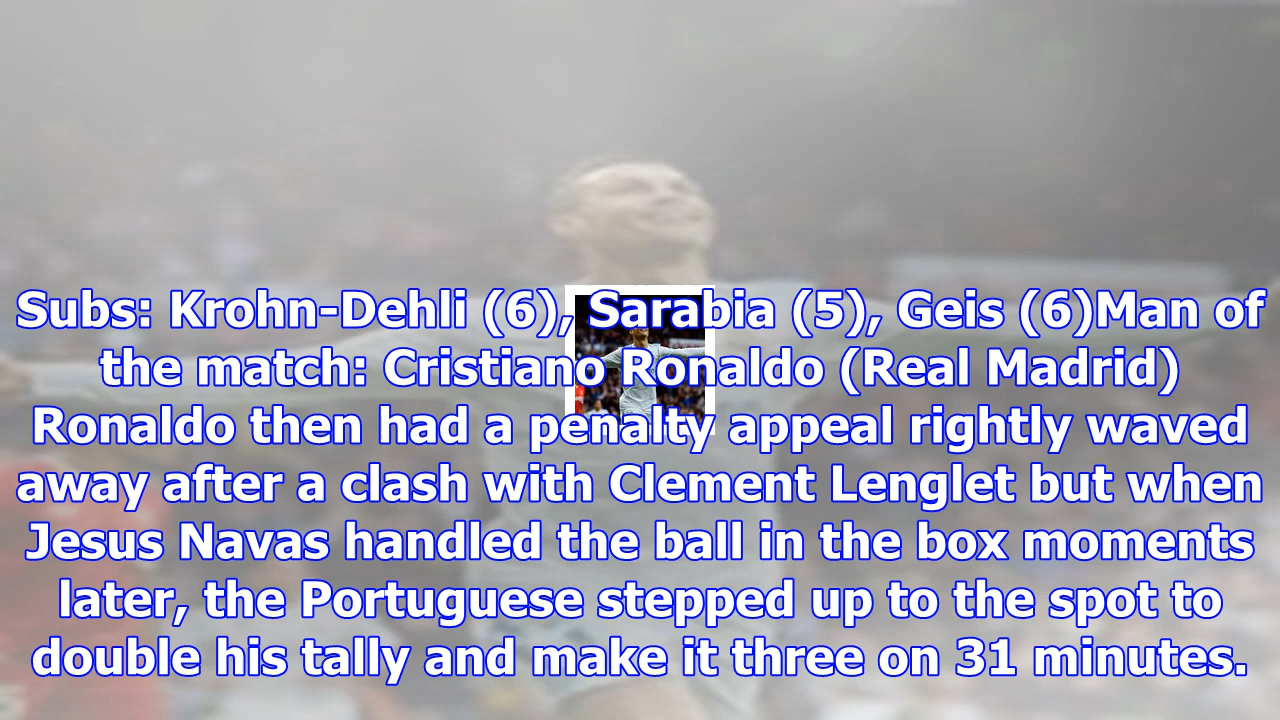 Subs: Krohn-Dehli (6), Sarabia (5), Geis (6)Man of
the match: Cristiano Ronaldo (Real Madrid)
Ronaldo then had a penalty appeal rightly waved
away after a clash with Clement Lenglet but when
Jesus Navas handled the ball in the box moments
later, the Portuguese stepped up to the spot to
double his tally and make it three on 31 minutes.